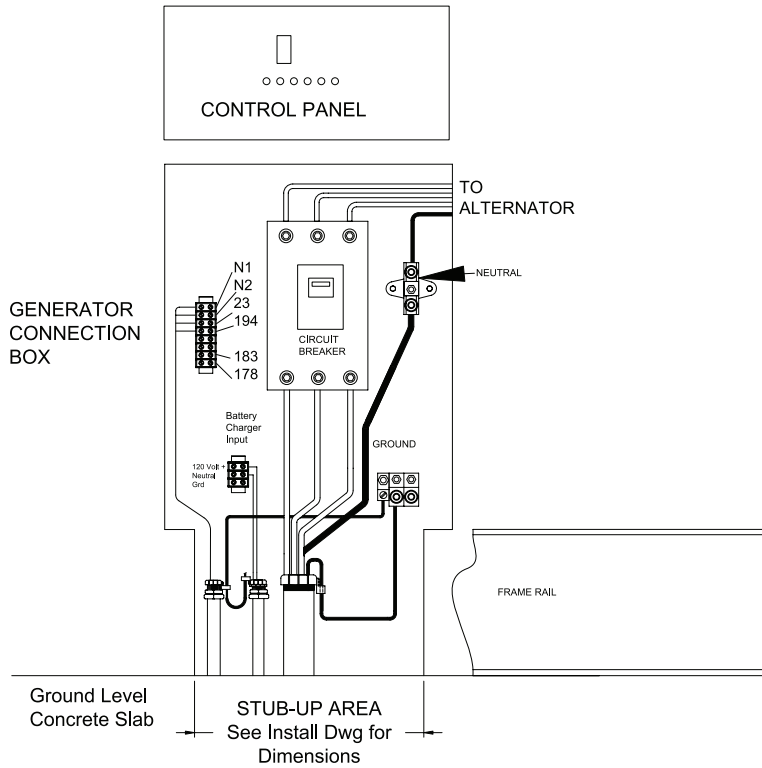 CONTROL PANEL
TO
ALTERNATOR
NEUTRAL
N1
N2
23
194
183
178
GENERATOR
CONNECTION
BOX
CIRCUIT
BREAKER
Battery
Charger
Input
GROUND
120 Volt +
Neutral
Grd
FRAME RAIL
Ground Level
Concrete Slab
STUB-UP AREA
See Install Dwg for
Dimensions